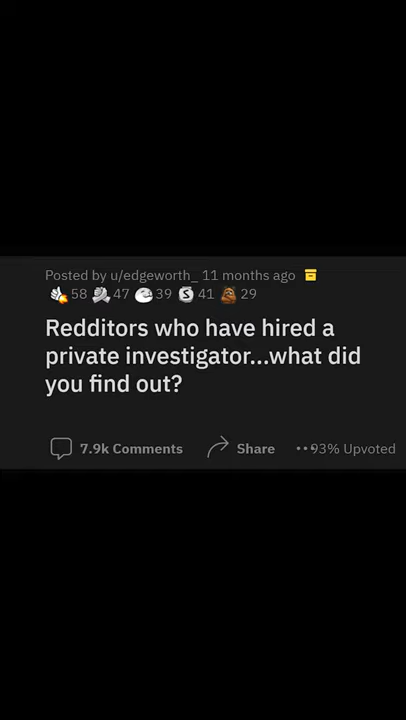 Posted by u/edgeworth_ 11 months ago
58 47 39 41 29
Redditors who have hired a
private investigator...what did
you find out?
7.9k Comments Share 93% Upvoted